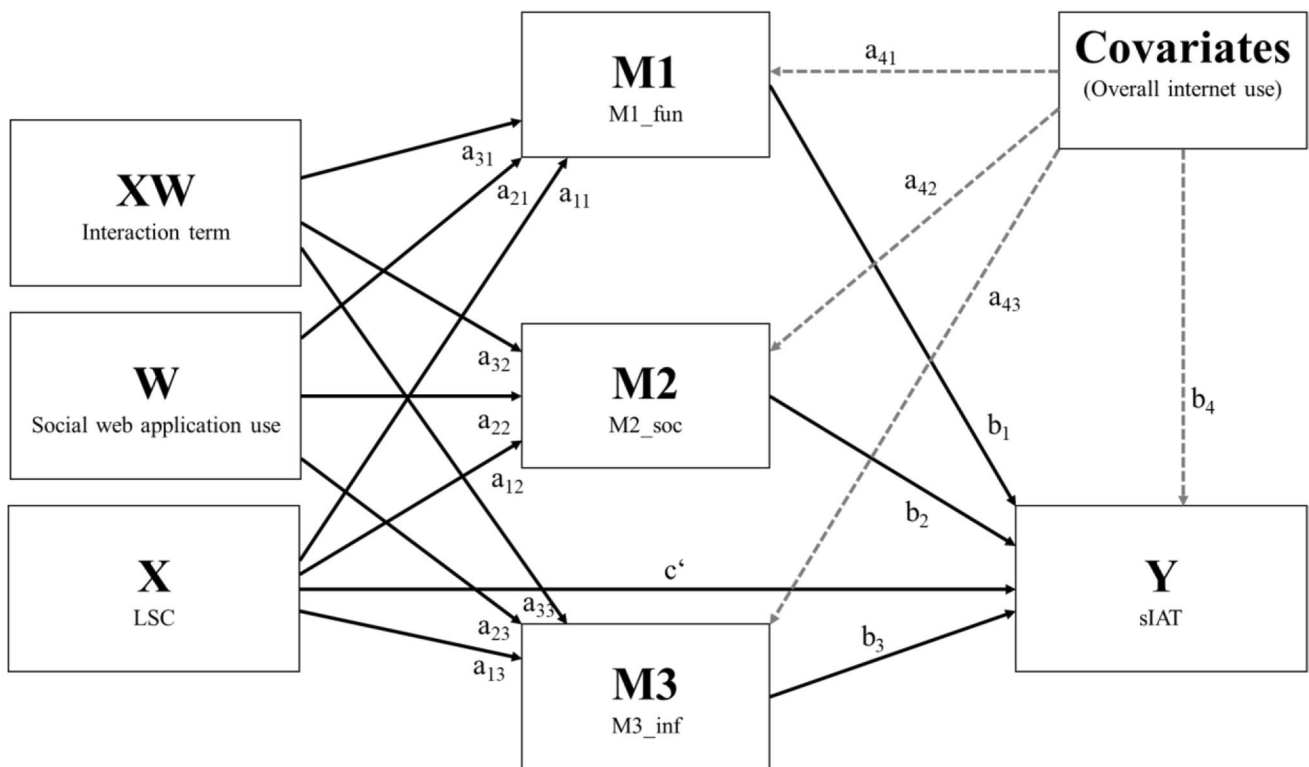 M1
M1_fun
Covariates
(Overall internet use)
a41
XW
Interaction term
a31
a21
a11
a42
a43
W
Social web application use
M2
M2_soc
a32
a22
a12
b1
b2
b4
X
LSC
c‘
Y
sIAT
a33
a23
a13
M3
M3_inf
b3